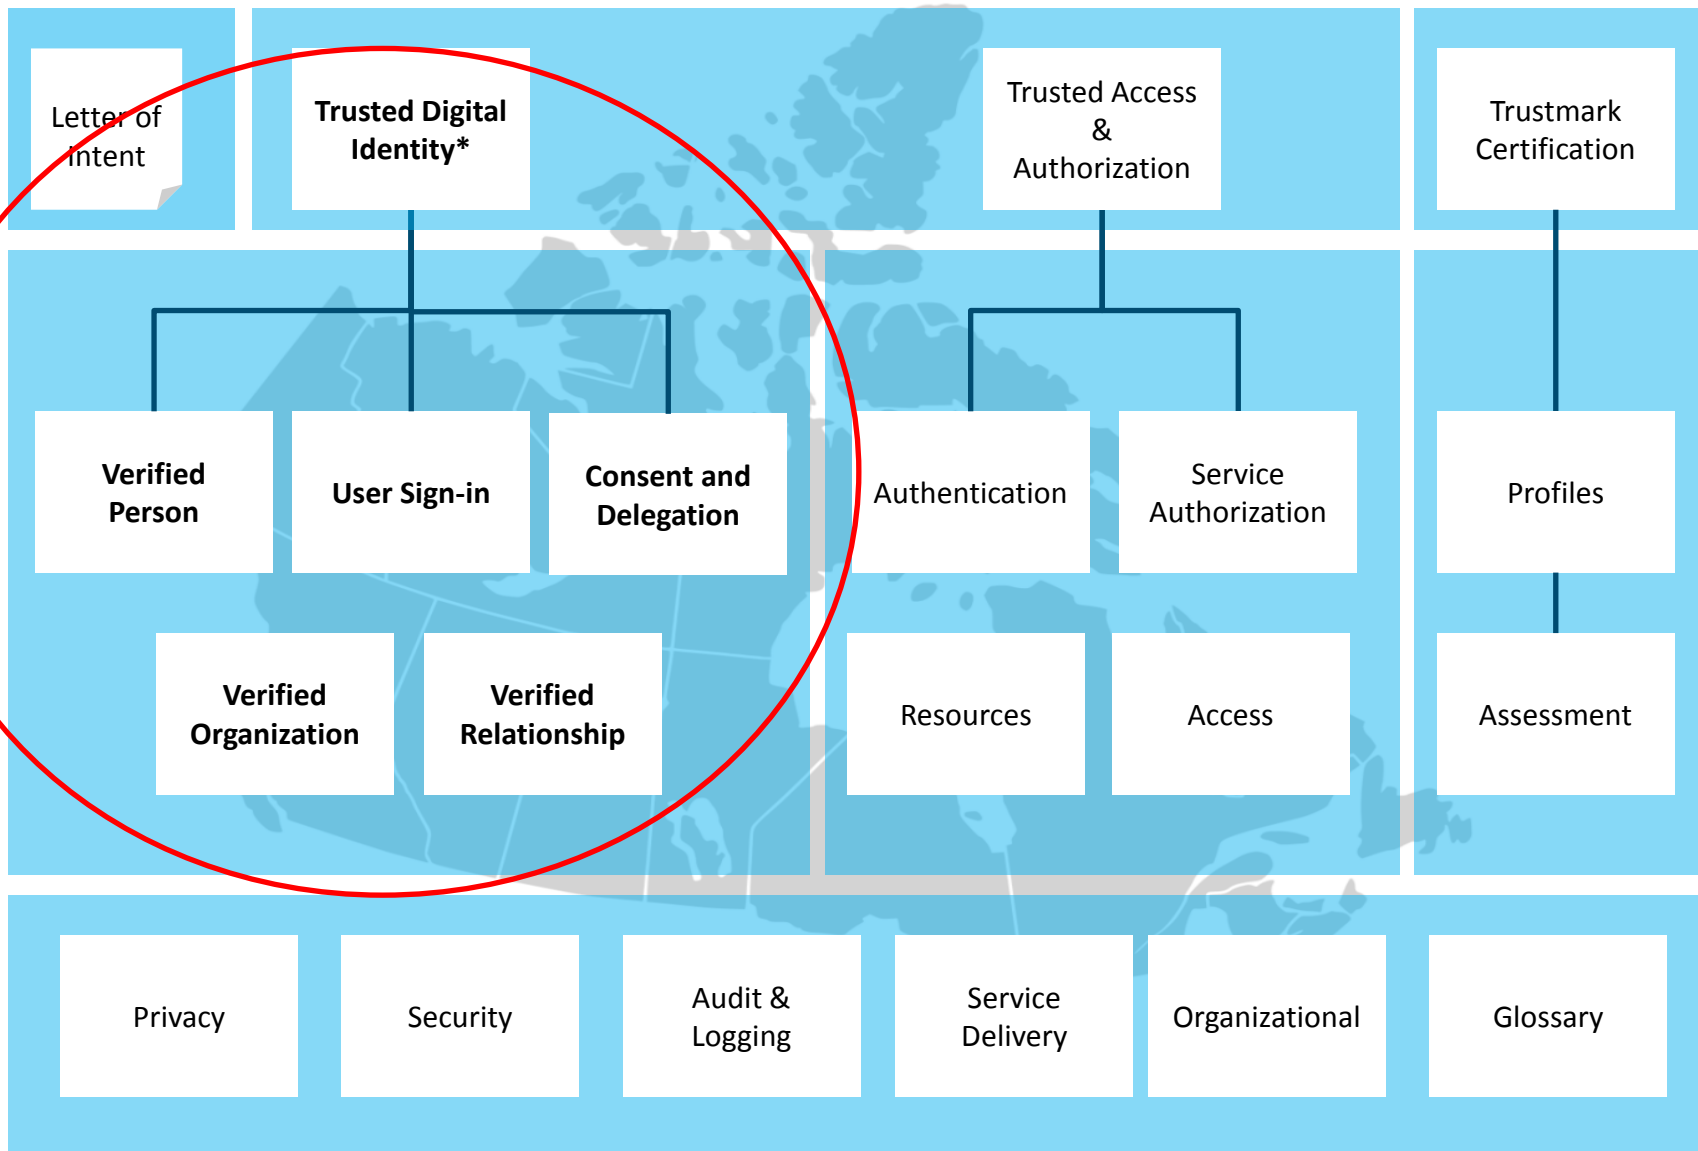 Letter of
Intent
Trusted Digital
Identity*
Trusted Access
&
Authorization
Trustmark
Certification
Verified
Person
User Sign-in
Consent and
Delegation
Authentication
Service
Authorization
Profiles
Verified
Organization
Verified
Relationship
Resources
Access
Assessment
Privacy
Security
Audit &
Logging
Service
Delivery
Organizational
Glossary